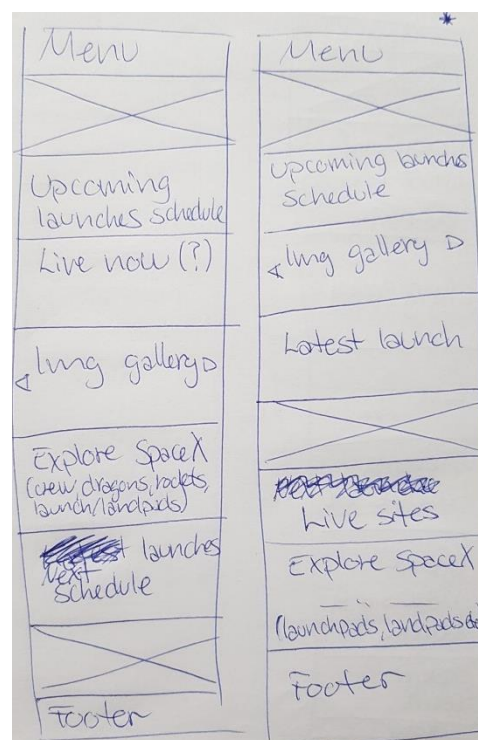 Menu
Upcoming
launches schedule
Live now (?)
img gallery
Explore SpaceX
(crew dragons, rockets,
launch/landpads)
launches
Next
schedule
Footer
Menu
Upcoming launches
schedule
img gallery
Latest launch
Live sites
Explore SpaceX
(launchpads, landpads
Footer